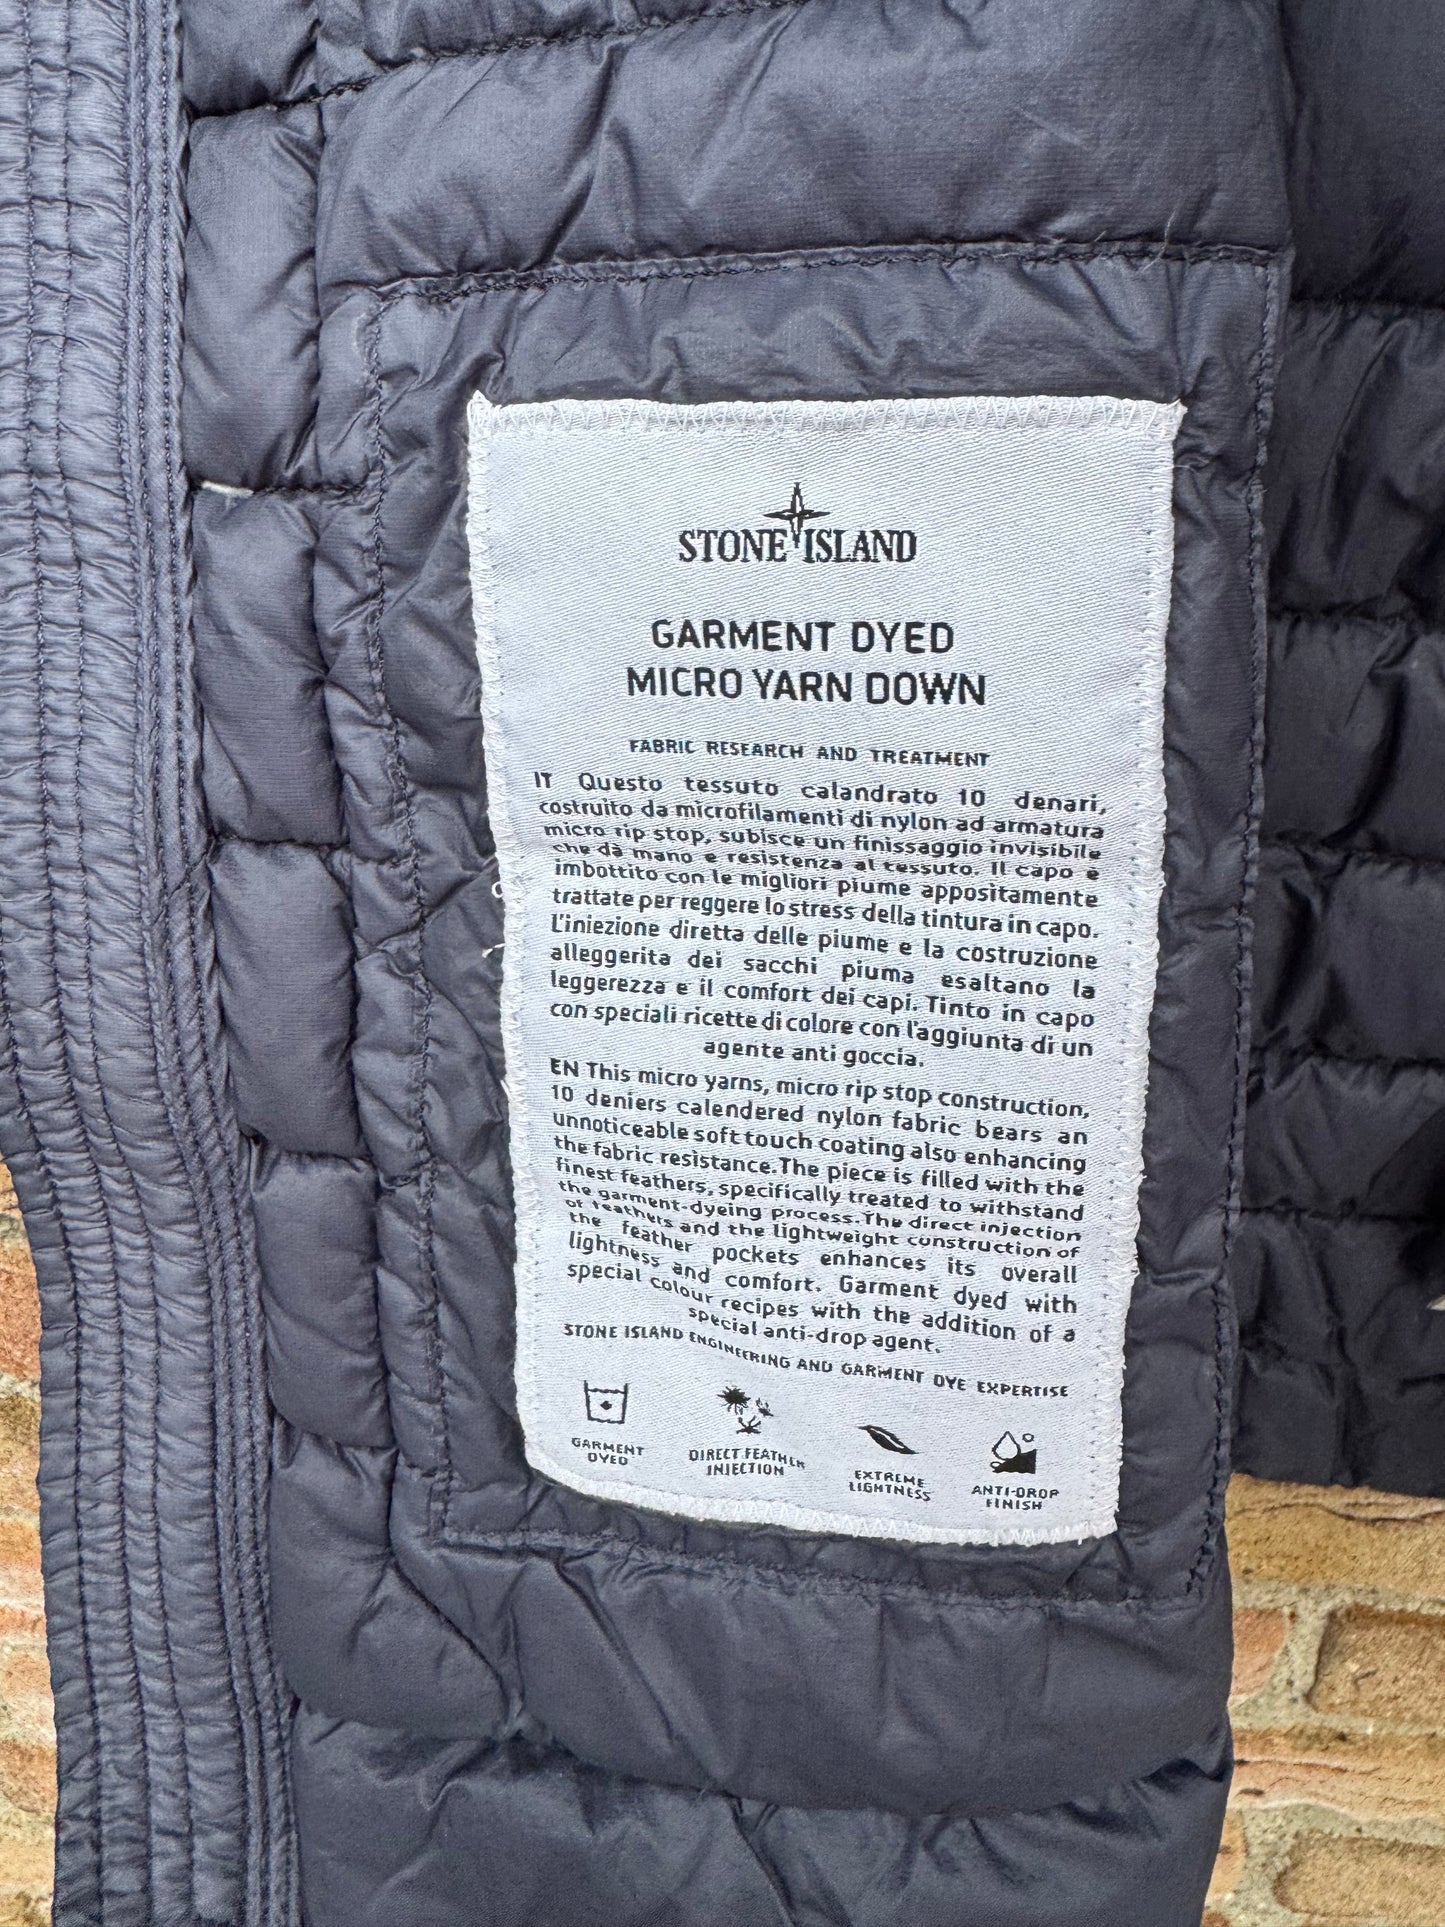 STONE ISLAND
GARMENT DYED
MICRO YARN DOWN
FABRIC RESEARCH AND TREATMENT
IT Questo tessuto calandrato 10 denari,
costruito da microfilamenti di nylon ad armatura
micro rip stop, subisce un finissaggio invisibile
che dà mano e resistenza al tessuto. Il capo è
imbottito con le migliori piume appositamente
trattate per reggere lo stress della tintura in capo.
L'iniezione diretta delle piume e la costruzione
alleggerita dei sacchi piuma esaltano la
leggerezza e il comfort dei capi. Tinto in capo
con speciali ricette di colore con l'aggiunta di un
agente anti goccia.
EN This micro yarns, micro rip stop construction,
10 deniers calendered nylon fabric bears an
unnoticeable soft touch coating also enhancing
the fabric resistance.The piece is filled with the
finest feathers, specifically treated to withstand
the garment-dyeing process.The direct injection
of feathers and the lightweight construction of
the feather pockets enhances its overall
lightness and comfort. Garment dyed with
special colour recipes with the addition of a
special anti-drop agent.
STONE ISLAND ENGINEERING AND GARMENT DYE EXPERTISE
GARMENT DYED
DIRECT FEATHER INJECTION
EXTREME LIGHTNESS
ANTI-DROP FINISH